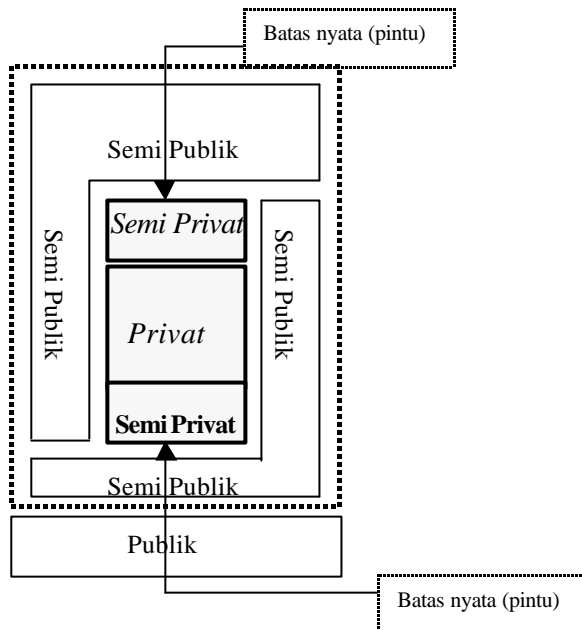 Batas nyata (pintu)
Semi Publik
Semi Privat
Semi Publik
Semi Publik
Privat
Semi Privat
Semi Publik
Publik
Batas nyata (pintu)